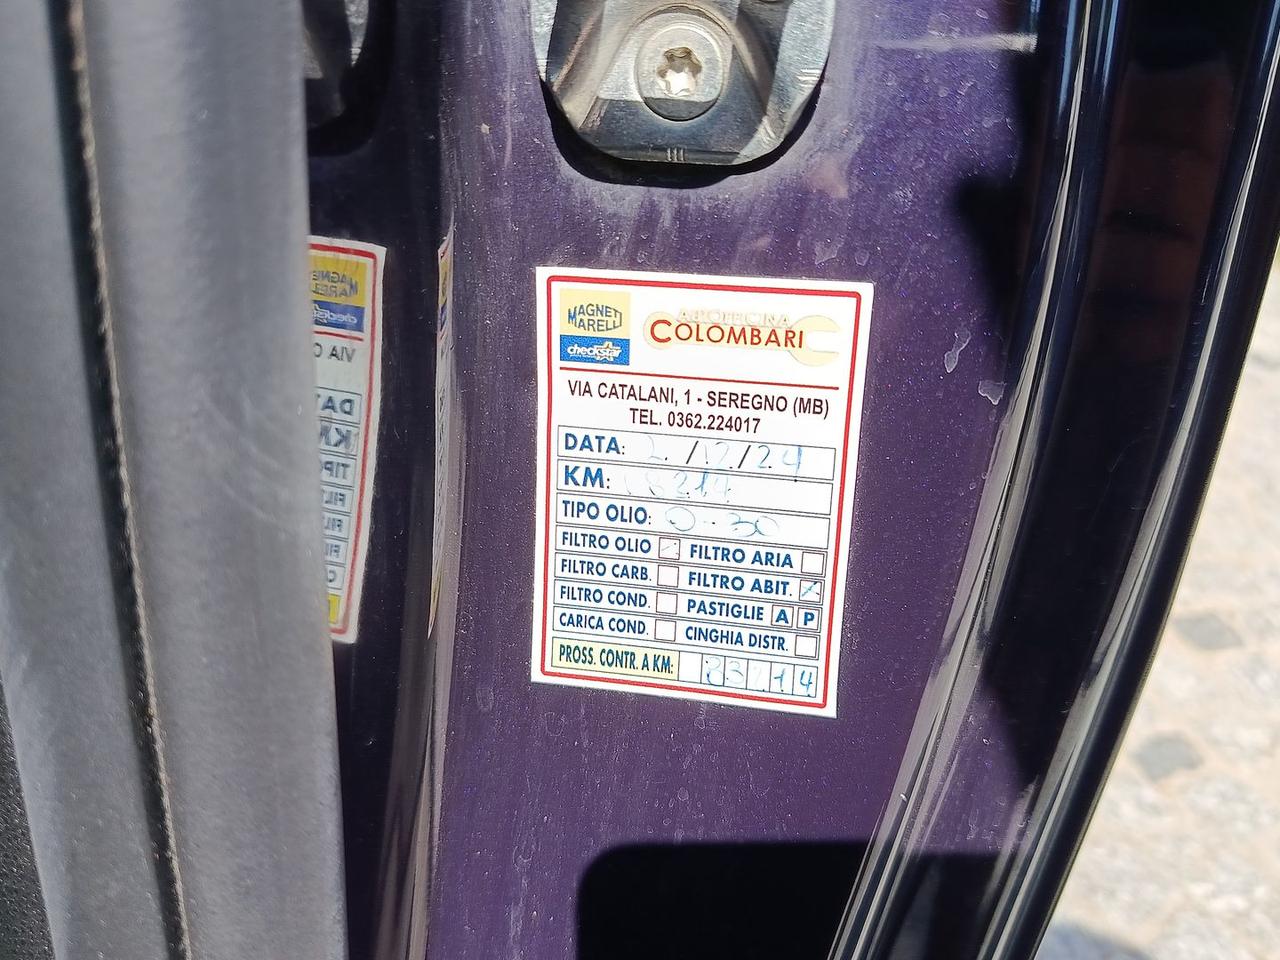 MAGNETI
MARELLI
checkstar
AUTOFFICINA
COLOMBARI
VIA CATALANI, 1 - SEREGNO (MB)
TEL. 0362.224017
DATA: 2/12/24
KM:
TIPO OLIO: 0-30
FILTRO OLIO FILTRO ARIA
FILTRO CARB. FILTRO ABIT.
FILTRO COND. PASTIGLIE A P
CARICA COND. CINGHIA DISTR.
PROSS. CONTR. A KM: 83214